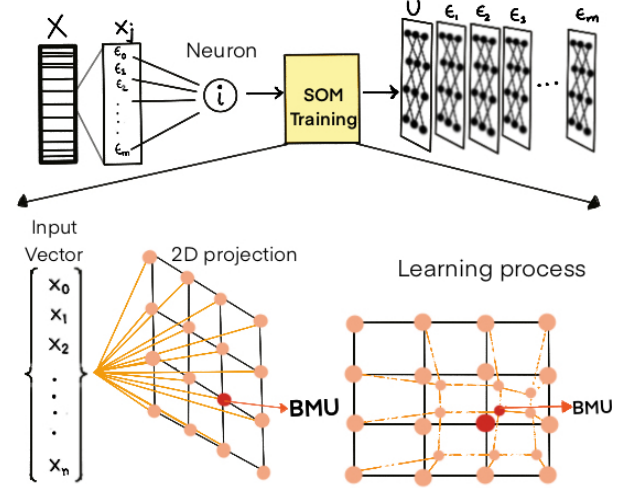 X
Xj
Neuron
ϵ0
ϵ1
ϵ2
ϵm
i
SOM
Training
U
ϵ1
ϵ2
ϵ3
...
ϵm
Input
Vector
2D projection
Learning process
X0
X1
X2
Xn
BMU
BMU